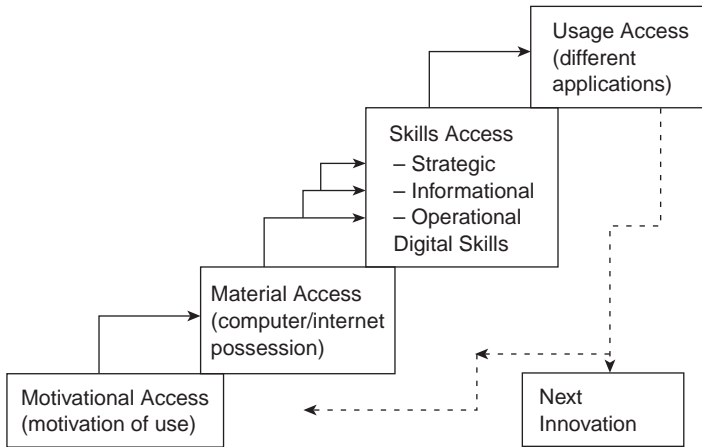 Usage Access
(different
applications)
Skills Access
– Strategic
– Informational
– Operational
Digital Skills
Material Access
(computer/internet
possession)
Motivational Access
(motivation of use)
Next
Innovation